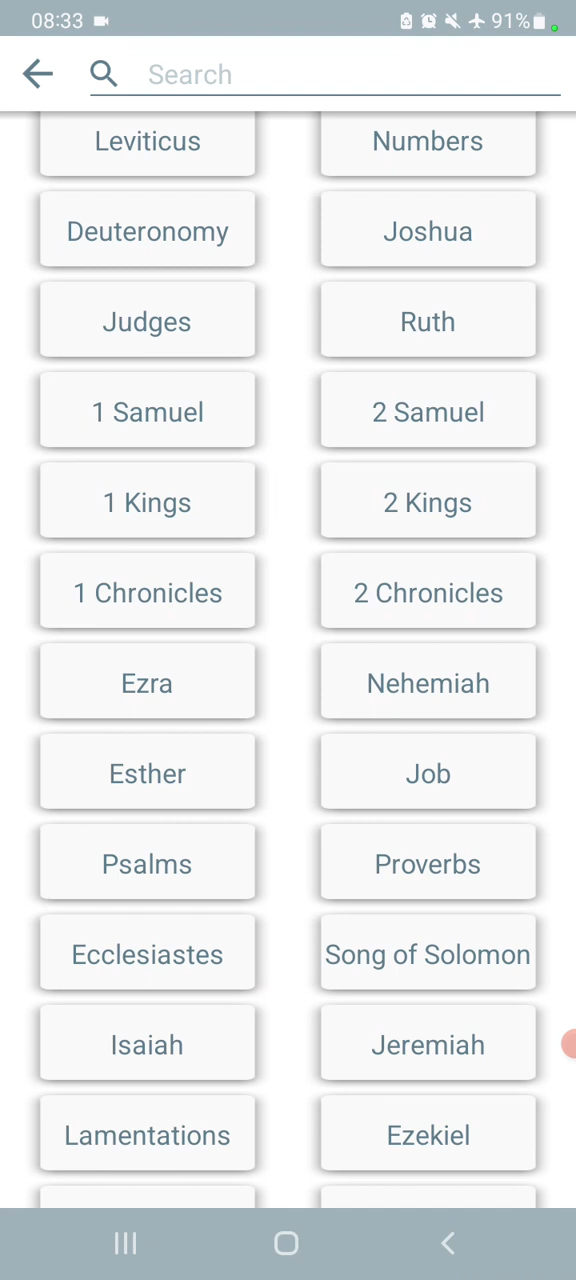 08:33 91%
Search
Leviticus Numbers
Deuteronomy Joshua
Judges Ruth
1 Samuel 2 Samuel
1 Kings 2 Kings
1 Chronicles 2 Chronicles
Ezra Nehemiah
Esther Job
Psalms Proverbs
Ecclesiastes Song of Solomon
Isaiah Jeremiah
Lamentations Ezekiel